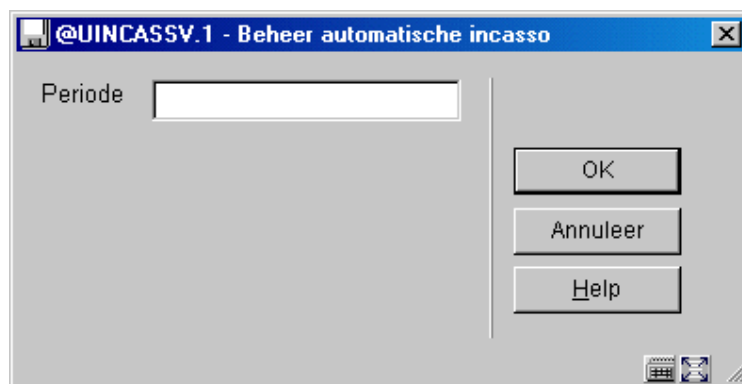 @UINCASSV.1 - Beheer automatische incasso
Periode
OK
Annuleer
Help